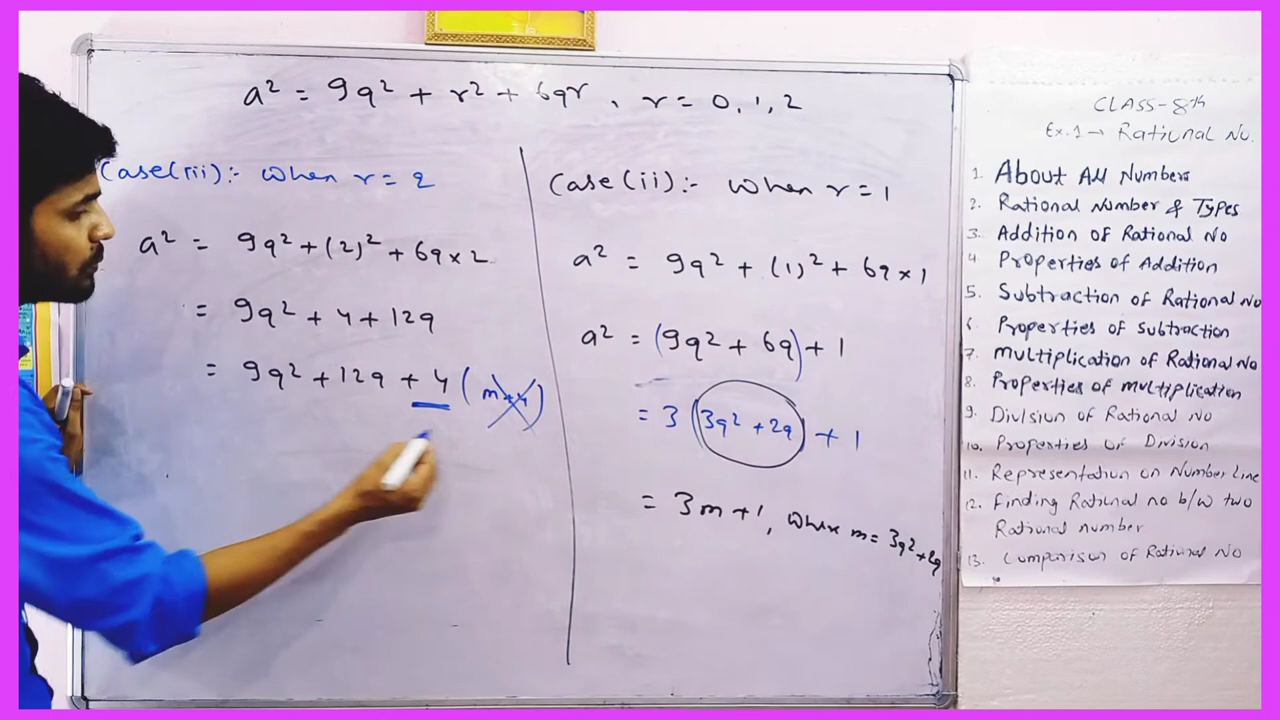 a² = 9q² + r² + 6qr , r = 0, 1, 2
Case(iii):- when r = 2
a² = 9q² + (2)² + 6q × 2
= 9q² + 4 + 12q
= 9q² + 12q + 4 (m+4)
Case(ii):- when r = 1
a² = 9q² + (1)² + 6q × 1
a² = (9q² + 6q) + 1
= 3 (3q² + 2q) + 1
= 3m + 1, where m = 3q² + 2q
CLASS-8th
Ex.1 → Rational No.
1. About All Numbers
2. Rational Number & Types
3. Addition of Rational No
4. Properties of Addition
5. Subtraction of Rational No
6. Properties of Subtraction
7. Multiplication of Rational No
8. Properties of multiplication
9. Division of Rational No
10. Properties of Division
11. Representation on Number Line
12. Finding Rational no b/w two
Rational number
13. Comparison of Rational No